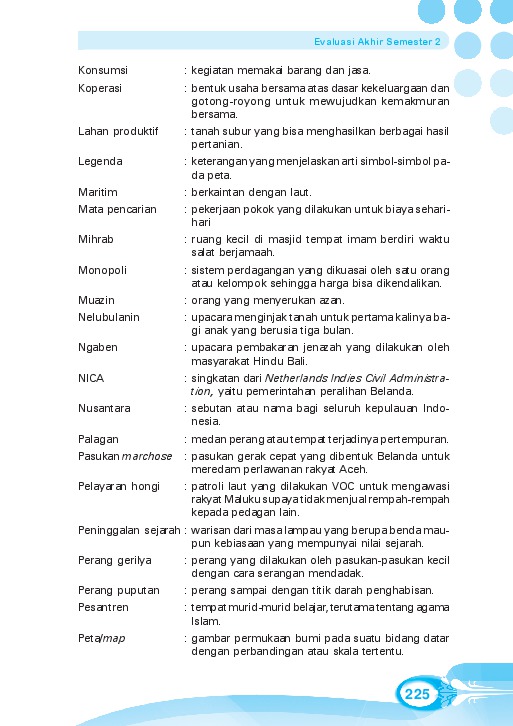 Evaluasi Akhir Semester 2
Konsumsi : kegiatan memakai barang dan jasa.
Koperasi : bentuk usaha bersama atas dasar kekeluargaan dan
gotong-royong untuk mewujudkan kemakmuran
bersama.
Lahan produktif : tanah subur yang bisa menghasilkan berbagai hasil
pertanian.
Legenda : keterangan yang menjelaskan arti simbol-simbol pa-
da peta.
Maritim : berkaintan dengan laut.
Mata pencarian : pekerjaan pokok yang dilakukan untuk biaya sehari-
hari
Mihrab : ruang kecil di masjid tempat imam berdiri waktu
salat berjamaah.
Monopoli : sistem perdagangan yang dikuasai oleh satu orang
atau kelompok sehingga harga bisa dikendalikan.
Muazin : orang yang menyerukan azan.
Nelubulanin : upacara menginjak tanah untuk pertama kalinya ba-
gi anak yang berusia tiga bulan.
Ngaben : upacara pembakaran jenazah yang dilakukan oleh
masyarakat Hindu Bali.
NICA : singkatan dari Netherlands Indies Civil Administra-
tion, yaitu pemerintahan peralihan Belanda.
Nusantara : sebutan atau nama bagi seluruh kepulauan Indo-
nesia.
Palagan : medan perang atau tempat terjadinya pertempuran.
Pasukan marchose : pasukan gerak cepat yang dibentuk Belanda untuk
meredam perlawanan rakyat Aceh.
Pelayaran hongi : patroli laut yang dilakukan VOC untuk mengawasi
rakyat Maluku supaya tidak menjual rempah-rempah
kepada pedagan lain.
Peninggalan sejarah : warisan dari masa lampau yang berupa benda mau-
pun kebiasaan yang mempunyai nilai sejarah.
Perang gerilya : perang yang dilakukan oleh pasukan-pasukan kecil
dengan cara serangan mendadak.
Perang puputan : perang sampai dengan titik darah penghabisan.
Pesantren : tempat murid-murid belajar, terutama tentang agama
Islam.
Peta/map : gambar permukaan bumi pada suatu bidang datar
dengan perbandingan atau skala tertentu.
225